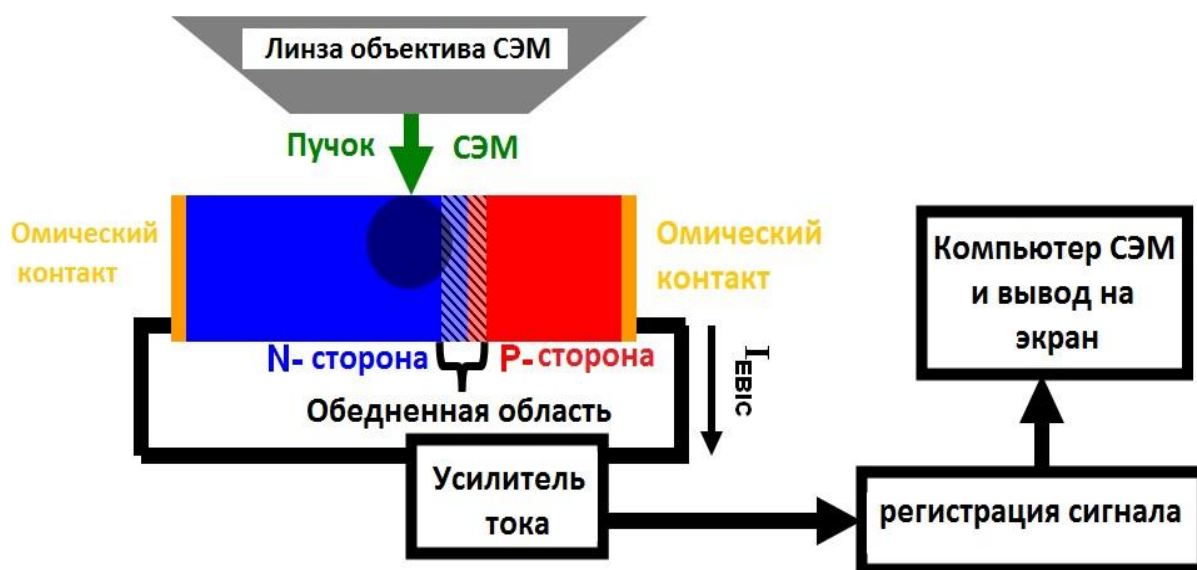 Линза объектива СЭМ
Пучок СЭМ
Омический
контакт
Омический
контакт
N- сторона
P-сторона
Обедненная область
I EBIC
Усилитель
тока
регистрация сигнала
Компьютер СЭМ
и вывод на
экран